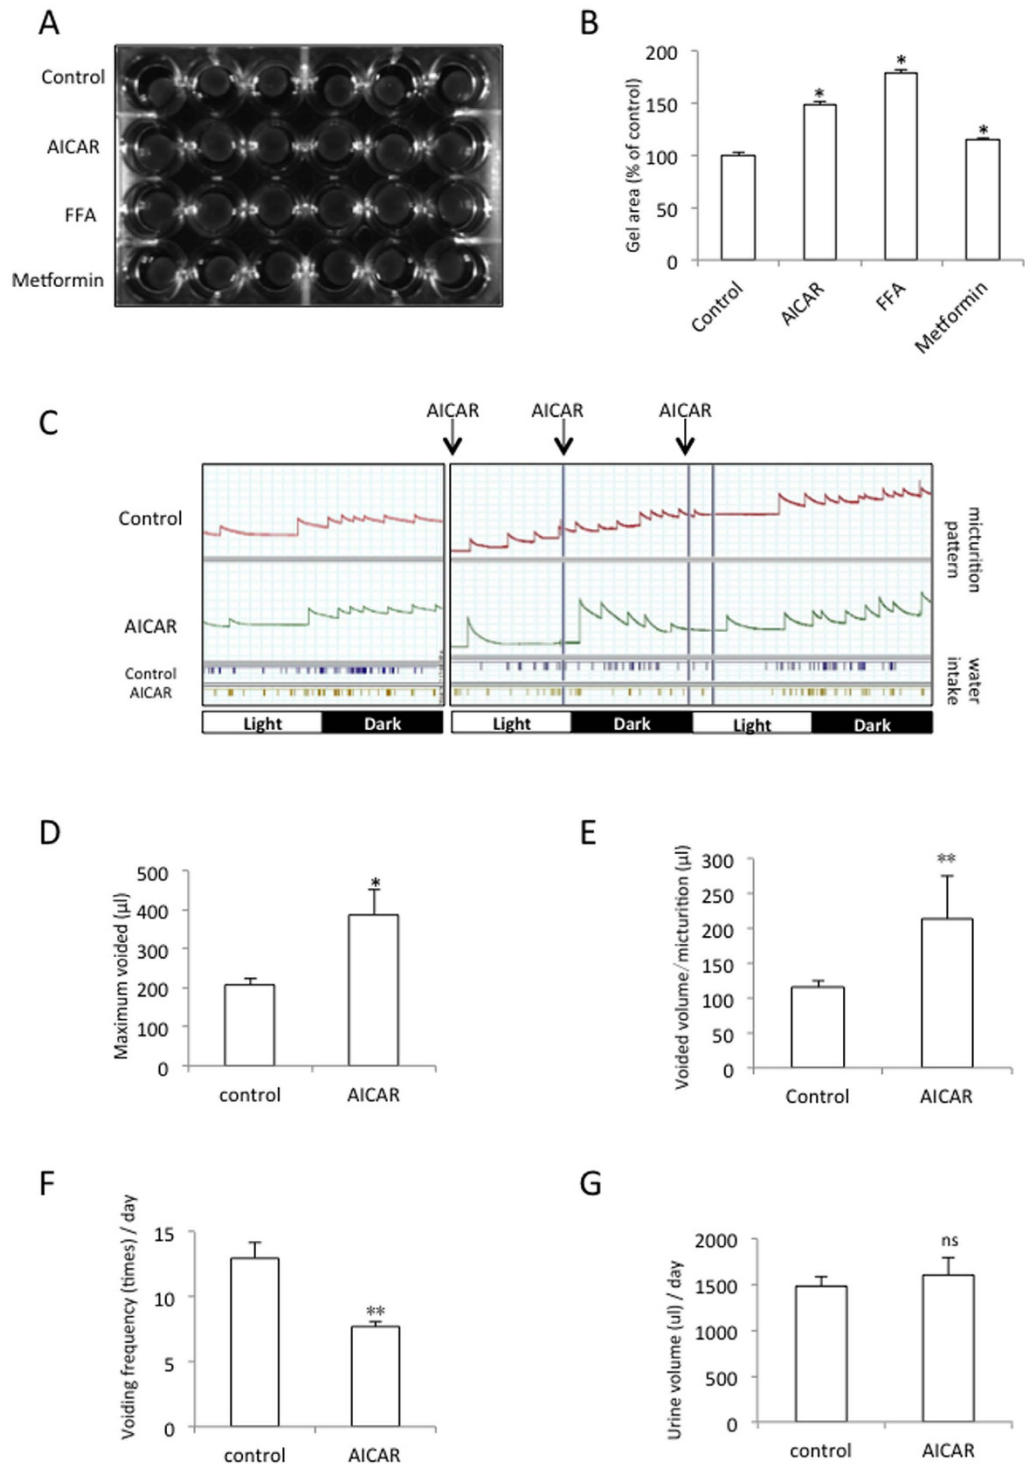 A
Control
AICAR
FFA
Metformin
B
Gel area (% of control)
200
150
100
50
0
*
*
*
Control
AICAR
FFA
Metformin
C
AICAR
AICAR
AICAR
Control
AICAR
Control
AICAR
micturition
pattern
water
intake
Light
Dark
Light
Dark
Light
Dark
D
Maximum voided (µl)
500
400
300
200
100
0
*
control
AICAR
E
Voided volume/micturition (µl)
300
250
200
150
100
50
0
**
Control
AICAR
F
Voiding frequency (times) / day
15
10
5
0
**
control
AICAR
G
Urine volume (ul) / day
2000
1500
1000
500
0
ns
control
AICAR